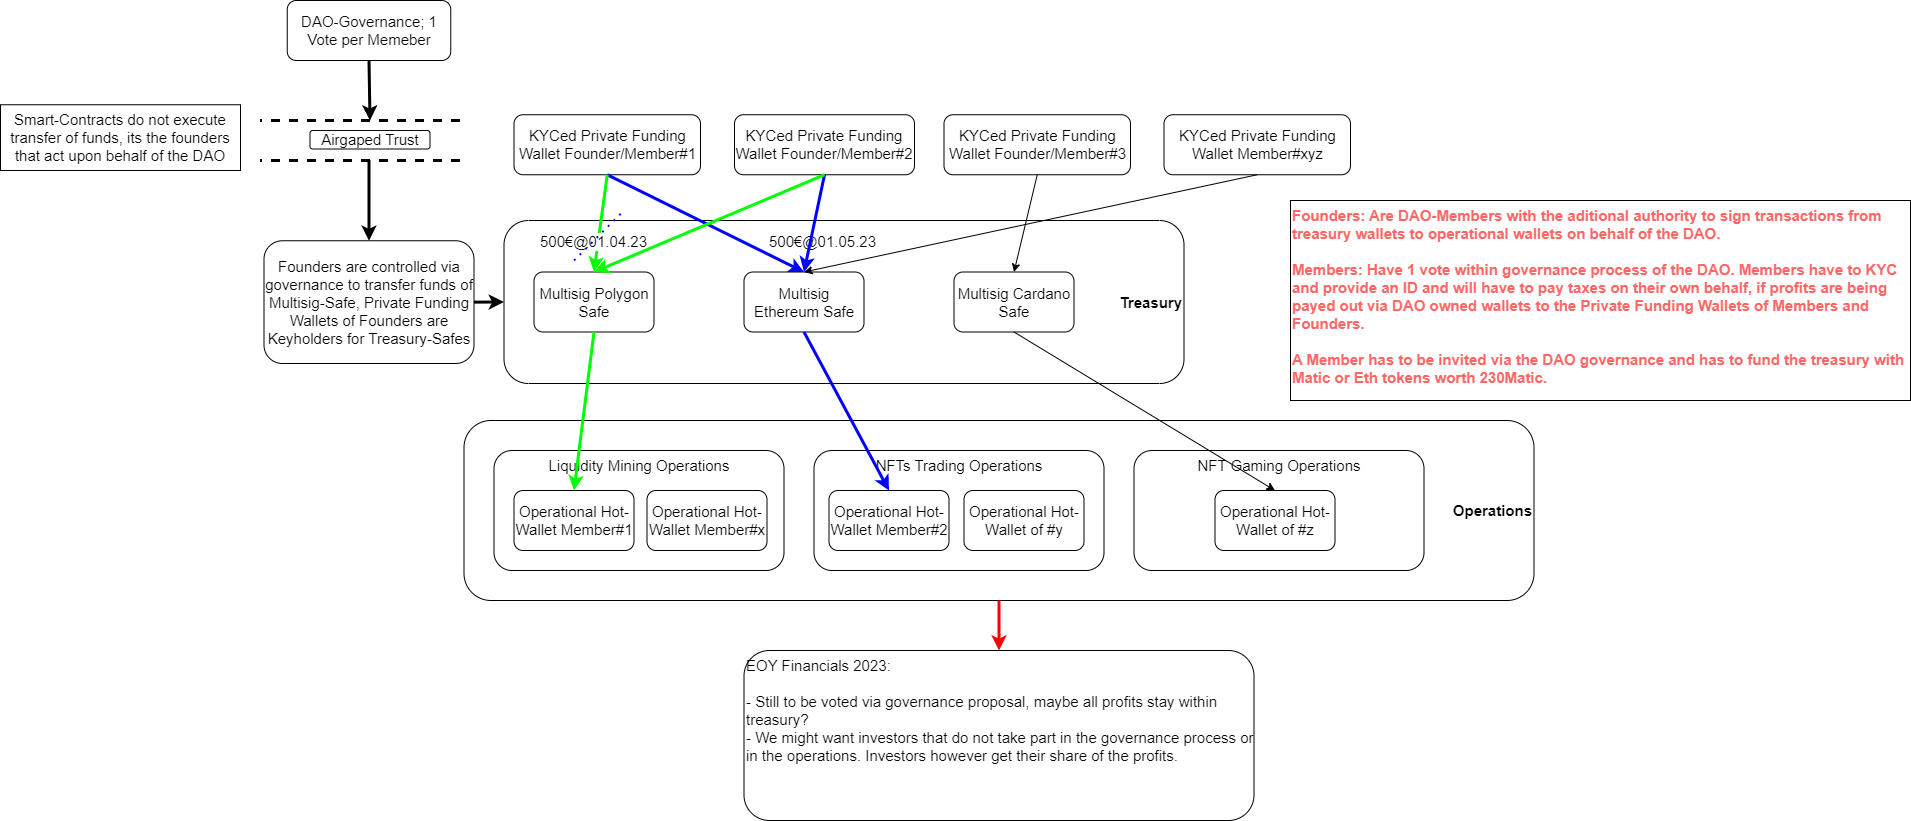 DAO-Governance; 1
Vote per Memeber
Smart-Contracts do not execute
transfer of funds, its the founders
that act upon behalf of the DAO
Airgaped Trust
KYCed Private Funding
Wallet Founder/Member#1
KYCed Private Funding
Wallet Founder/Member#2
KYCed Private Funding
Wallet Founder/Member#3
KYCed Private Funding
Wallet Member#xyz
Founders: Are DAO-Members with the aditional authority to sign transactions from
treasury wallets to operational wallets on behalf of the DAO.
Members: Have 1 vote within governance process of the DAO. Members have to KYC
and provide an ID and will have to pay taxes on their own behalf, if profits are being
payed out via DAO owned wallets to the Private Funding Wallets of Members and
Founders.
A Member has to be invited via the DAO governance and has to fund the treasury with
Matic or Eth tokens worth 230Matic.
Founders are controlled via
governance to transfer funds of
Multisig-Safe, Private Funding
Wallets of Founders are
Keyholders for Treasury-Safes
500€@01.04.23
500€@01.05.23
Multisig Polygon
Safe
Multisig
Ethereum Safe
Multisig Cardano
Safe
Treasury
Liquidity Mining Operations
Operational Hot-
Wallet Member#1
Operational Hot-
Wallet Member#x
NFTs Trading Operations
Operational Hot-
Wallet Member#2
Operational Hot-
Wallet of #y
NFT Gaming Operations
Operational Hot-
Wallet of #z
Operations
EOY Financials 2023:
- Still to be voted via governance proposal, maybe all profits stay within
treasury?
- We might want investors that do not take part in the governance process or
in the operations. Investors however get their share of the profits.